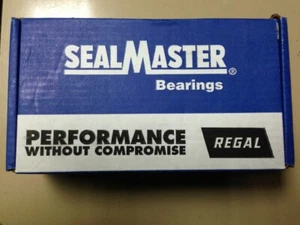 SEALMASTER®
Bearings
PERFORMANCE
WITHOUT COMPROMISE
REGAL